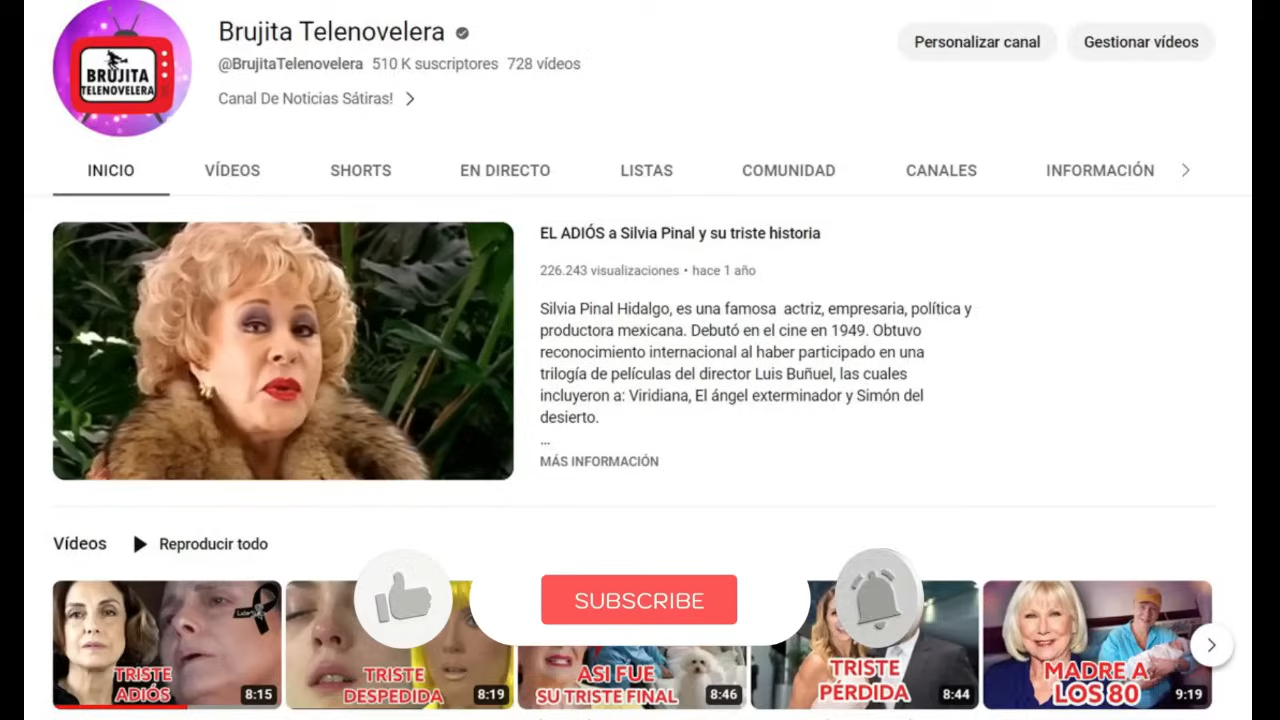 BRUJITA
TELENOVELERA
Brujita Telenovelera
@BrujitaTelenovelera 510 K suscriptores 728 vídeos
Canal De Noticias Sátiras!
Personalizar canal
Gestionar vídeos
INICIO
VÍDEOS
SHORTS
EN DIRECTO
LISTAS
COMUNIDAD
CANALES
INFORMACIÓN
EL ADIÓS a Silvia Pinal y su triste historia
226.243 visualizaciones • hace 1 año
Silvia Pinal Hidalgo, es una famosa actriz, empresaria, política y
productora mexicana. Debutó en el cine en 1949. Obtuvo
reconocimiento internacional al haber participado en una
trilogía de películas del director Luis Buñuel, las cuales
incluyeron a: Viridiana, El ángel exterminador y Simón del
desierto.
...
MÁS INFORMACIÓN
Vídeos
Reproducir todo
TRISTE
ADIÓS
8:15
TRISTE
DESPEDIDA
8:19
SUBSCRIBE
ASI FUE
SU TRISTE FINAL
8:46
TRISTE
PÉRDIDA
8:44
MADRE A
LOS 80
9:19